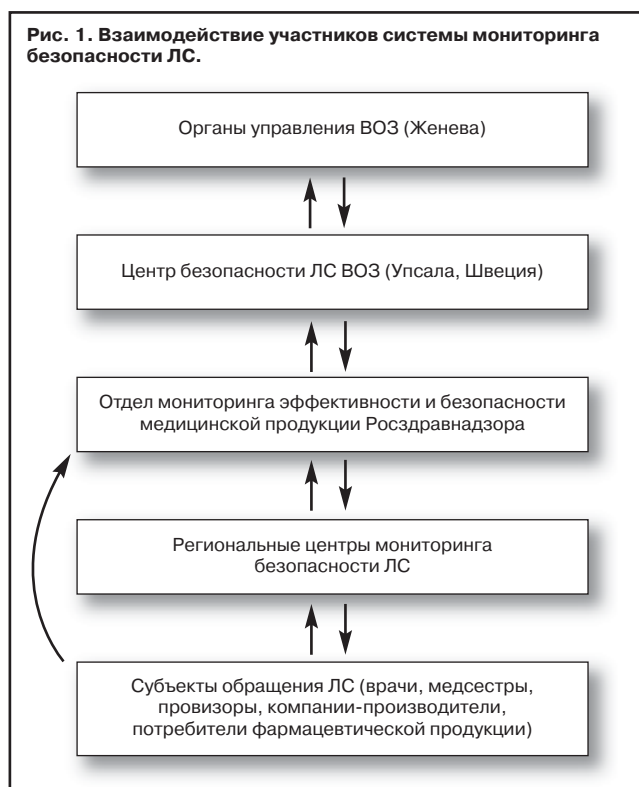 Рис. 1. Взаимодействие участников системы мониторинга
безопасности ЛС.
Органы управления ВОЗ (Женева)
Центр безопасности ЛС ВОЗ (Упсала, Швеция)
Отдел мониторинга эффективности и безопасности
медицинской продукции Росздравнадзора
Региональные центры мониторинга
безопасности ЛС
Субъекты обращения ЛС (врачи, медсестры,
провизоры, компании-производители,
потребители фармацевтической продукции)